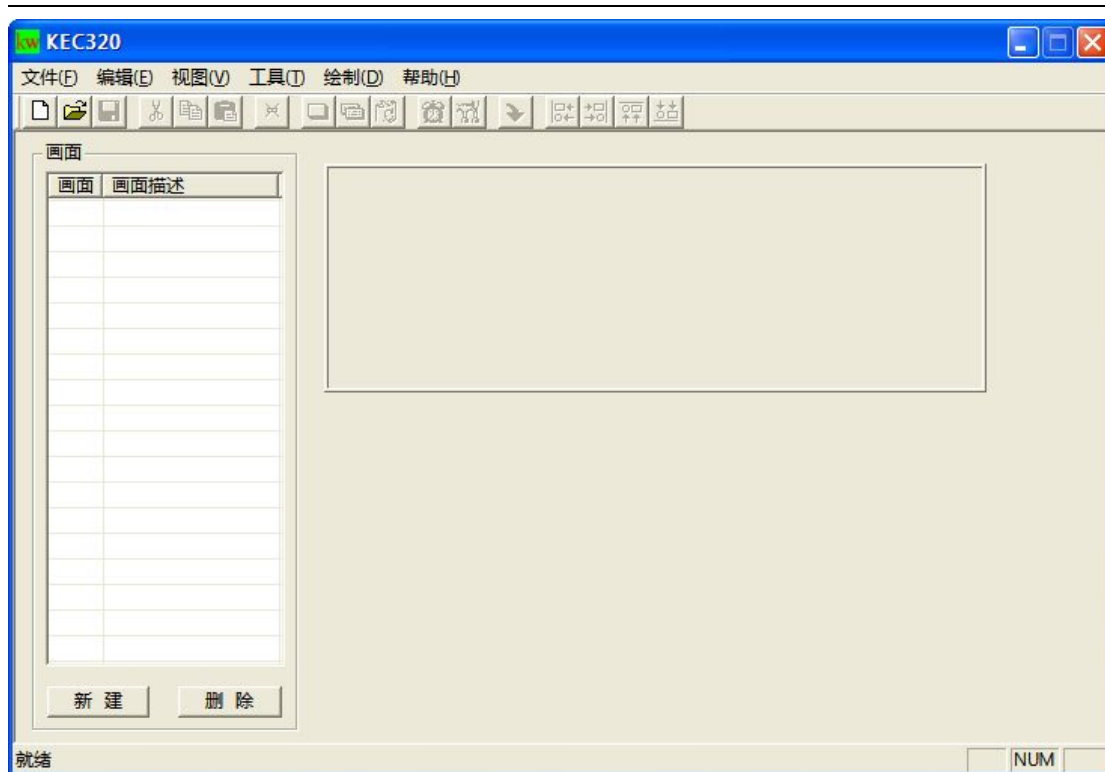 kw KEC320
文件(F) 编辑(E) 视图(V) 工具(T) 绘制(D) 帮助(H)
画面
画面 画面描述
新 建 删 除
就绪 NUM